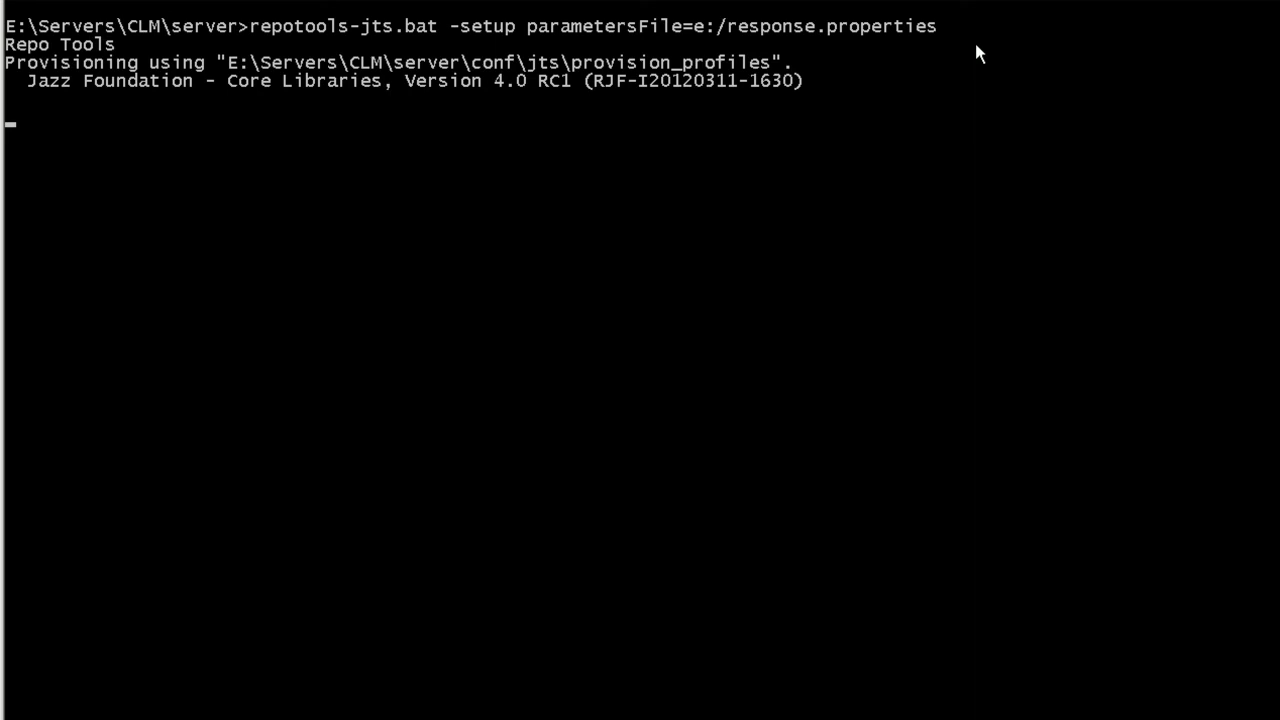 E:\Servers\CLM\server>repotools-jts.bat -setup parametersFile=e:/response.properties
Repo Tools
Provisioning using "E:\Servers\CLM\server\conf\jts\provision_profiles".
  Jazz Foundation - Core Libraries, Version 4.0 RC1 (RJF-I20120311-1630)